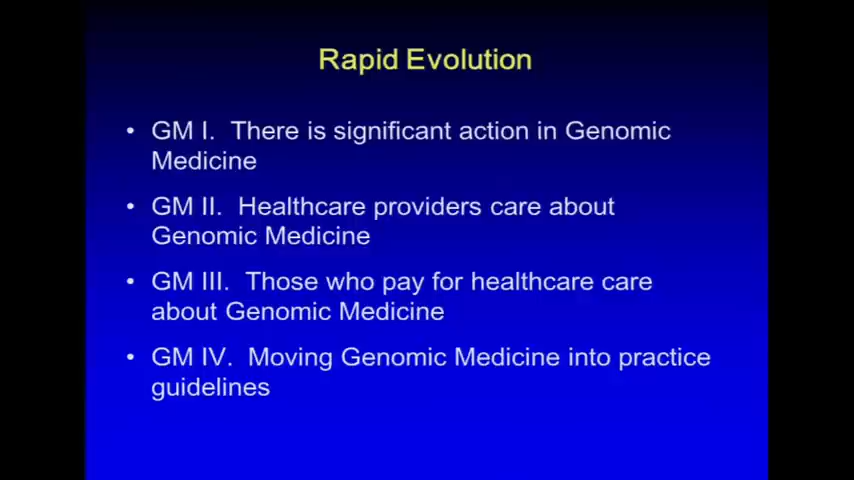 Rapid Evolution
• GM I.  There is significant action in Genomic
Medicine
• GM II.  Healthcare providers care about
Genomic Medicine
• GM III.  Those who pay for healthcare care
about Genomic Medicine
• GM IV.  Moving Genomic Medicine into practice
guidelines